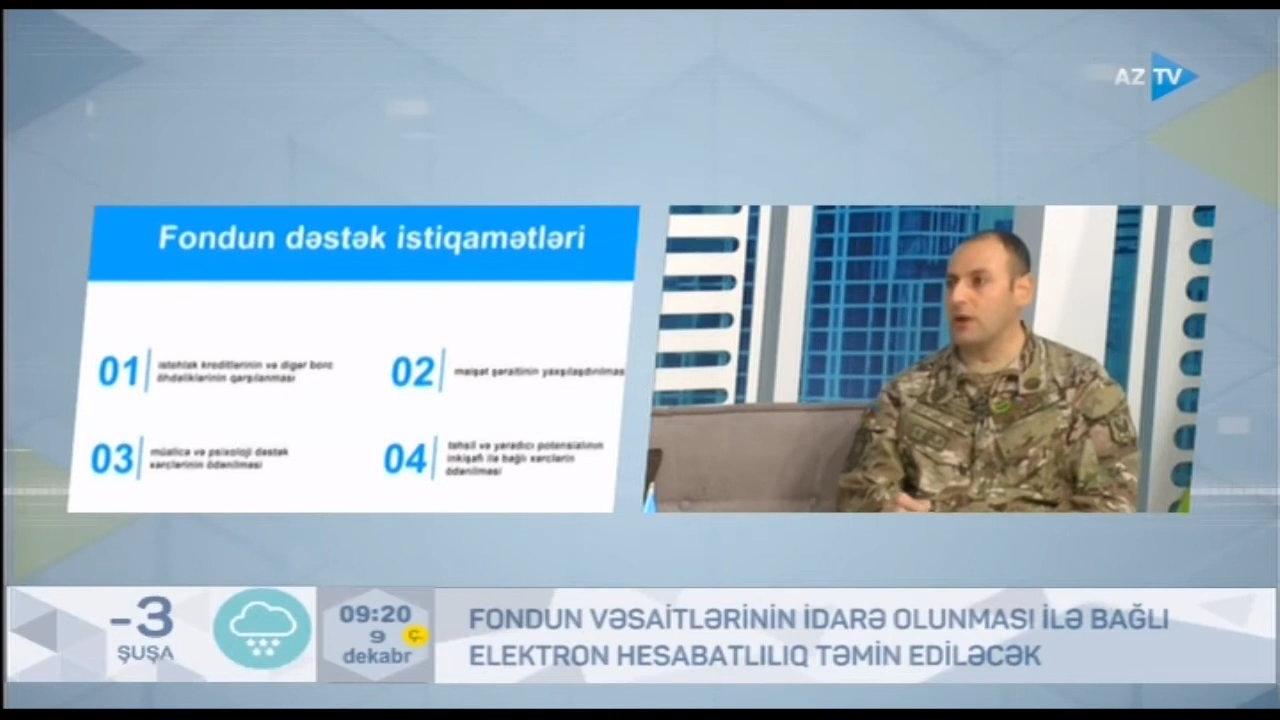 AZ TV
Fondun dəstək istiqamətləri
01
istehlak kreditlərinin və digər borc
öhdəliklərinin qarşılanması
02
məişət şəraitinin yaxşılaşdırılmas
03
müalicə və psixoloji dəstək
xərclərinin ödənilməsi
04
təhsil və yaradıcı potensialının
inkişafı ilə bağlı xərclərin
ödənilməsi
-3
ŞUŞA
09:20
9
Ç.
dekabr
FONDUN VƏSAİTLƏRİNİN İDARƏ OLUNMASI İLƏ BAĞLI
ELEKTRON HESABATLILIQ TƏMİN EDİLƏCƏK